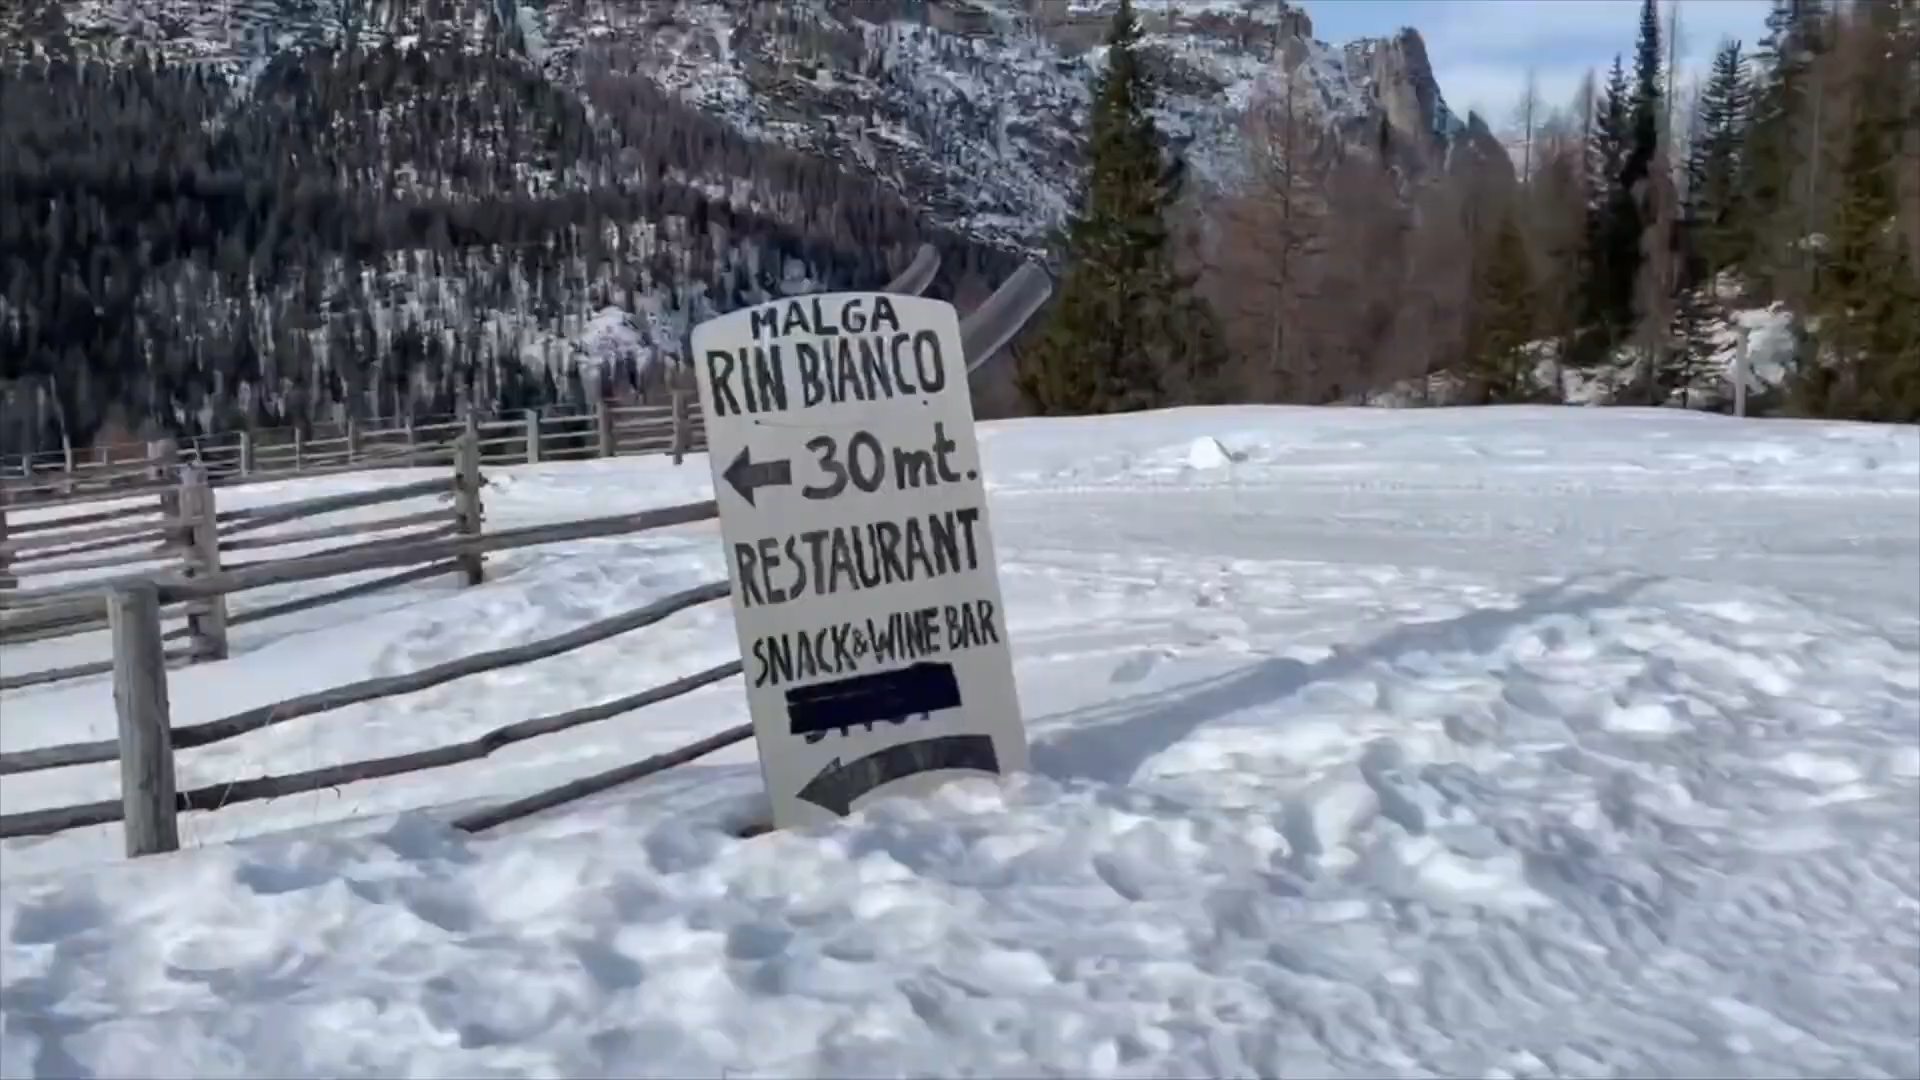 MALGA
RIN BIANCO
30 mt.
RESTAURANT
SNACK & WINE BAR